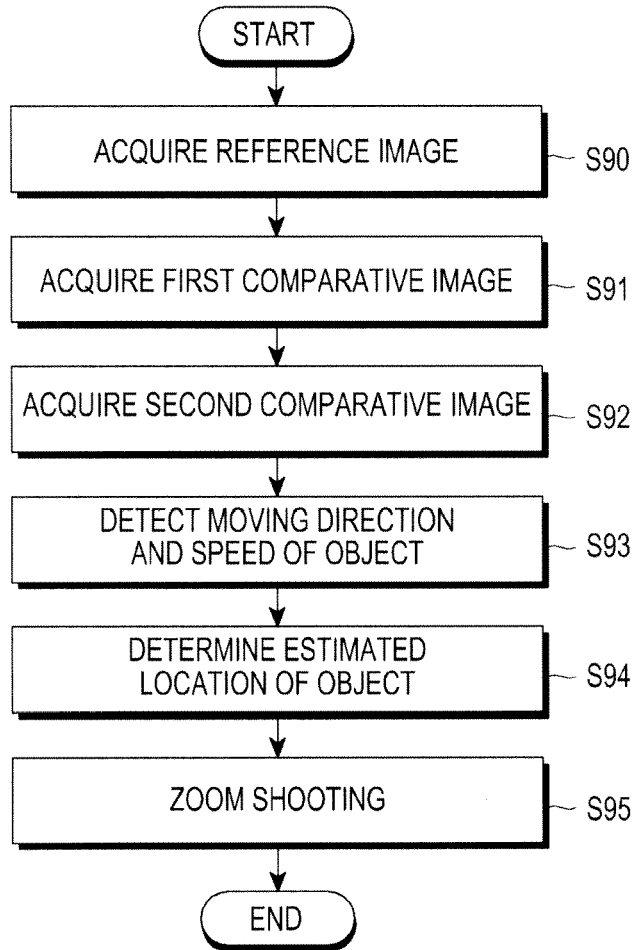 START
ACQUIRE REFERENCE IMAGE
S90
ACQUIRE FIRST COMPARATIVE IMAGE
S91
ACQUIRE SECOND COMPARATIVE IMAGE
S92
DETECT MOVING DIRECTION
AND SPEED OF OBJECT
S93
DETERMINE ESTIMATED
LOCATION OF OBJECT
S94
ZOOM SHOOTING
S95
END